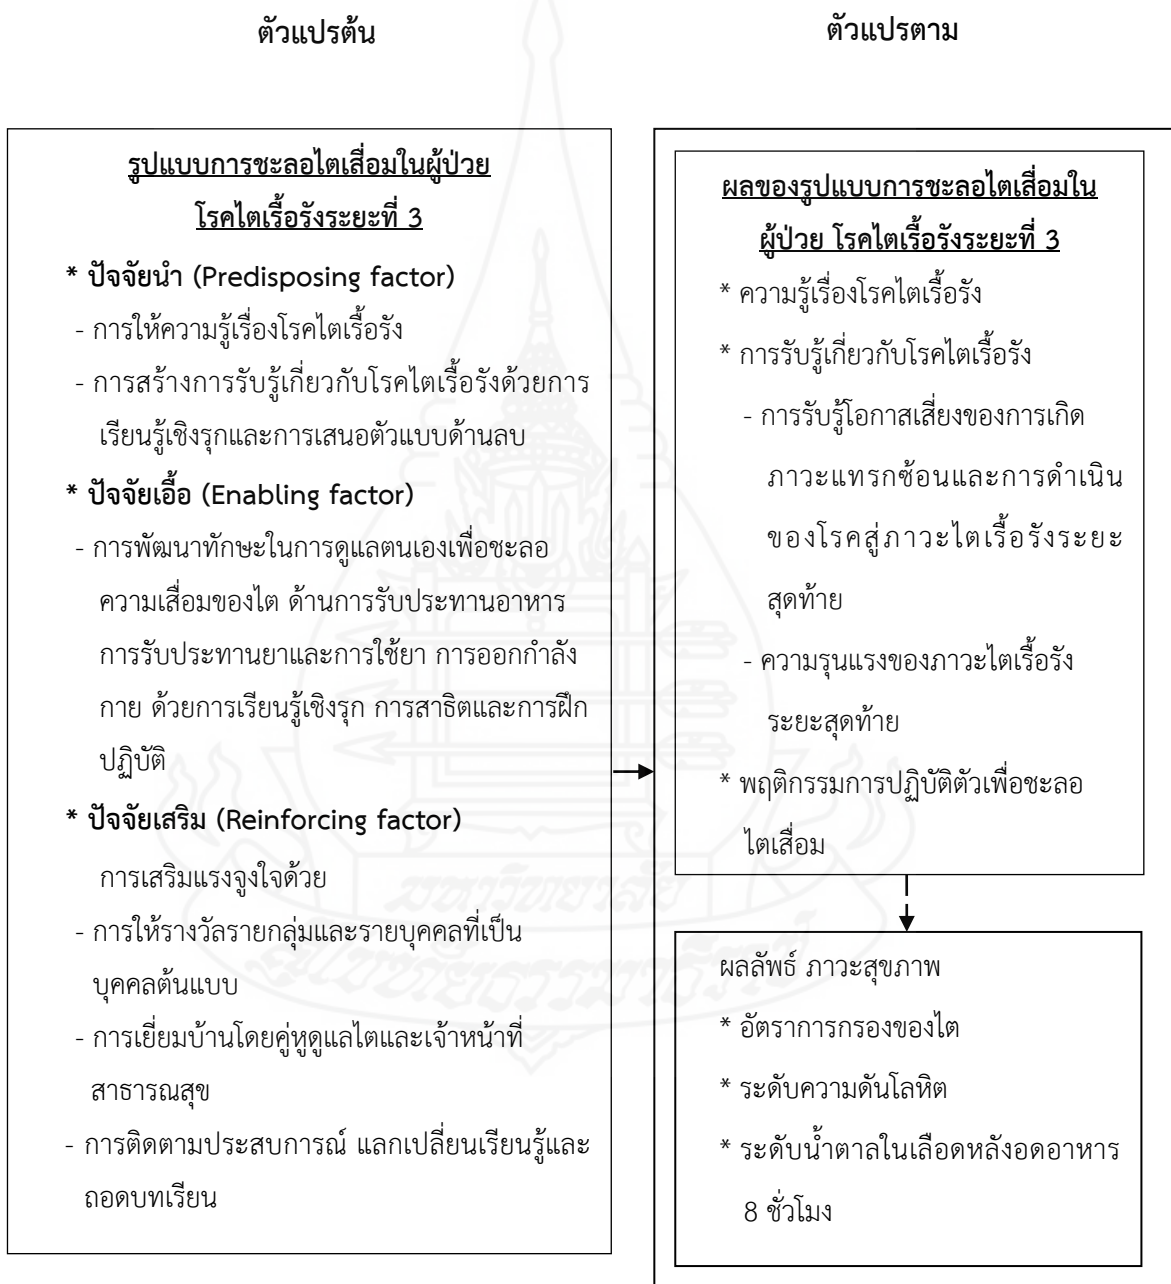 ตัวแปรต้น
ตัวแปรตาม
รูปแบบการชะลอไตเสื่อมในผู้ป่วย
โรคไตเรื้อรังระยะที่ 3
* ปัจจัยนำ (Predisposing factor)
- การให้ความรู้เรื่องโรคไตเรื้อรัง
- การสร้างการรับรู้เกี่ยวกับโรคไตเรื้อรังด้วยการ
เรียนรู้เชิงรุกและการเสนอตัวแบบด้านลบ
* ปัจจัยเอื้อ (Enabling factor)
- การพัฒนาทักษะในการดูแลตนเองเพื่อชะลอ
ความเสื่อมของไต ด้านการรับประทานอาหาร
การรับประทานยาและการใช้ยา การออกกำลัง
กาย ด้วยการเรียนรู้เชิงรุก การสาธิตและการฝึก
ปฏิบัติ
* ปัจจัยเสริม (Reinforcing factor)
การเสริมแรงจูงใจด้วย
- การให้รางวัลรายกลุ่มและรายบุคคลที่เป็น
บุคคลต้นแบบ
- การเยี่ยมบ้านโดยคู่หูดูแลไตและเจ้าหน้าที่
สาธารณสุข
- การติดตามประสบการณ์ แลกเปลี่ยนเรียนรู้และ
ถอดบทเรียน
ผลของรูปแบบการชะลอไตเสื่อมใน
ผู้ป่วย โรคไตเรื้อรังระยะที่ 3
* ความรู้เรื่องโรคไตเรื้อรัง
* การรับรู้เกี่ยวกับโรคไตเรื้อรัง
- การรับรู้โอกาสเสี่ยงของการเกิด
ภาวะแทรกซ้อนและการดำเนิน
ของโรคสู่ภาวะไตเรื้อรังระยะ
สุดท้าย
- ความรุนแรงของภาวะไตเรื้อรัง
ระยะสุดท้าย
* พฤติกรรมการปฏิบัติตัวเพื่อชะลอ
ไตเสื่อม
ผลลัพธ์ ภาวะสุขภาพ
* อัตราการกรองของไต
* ระดับความดันโลหิต
* ระดับน้ำตาลในเลือดหลังอดอาหาร
8 ชั่วโมง
มหาวิทยาลัย
สุโขทัยธรรมาธิราช